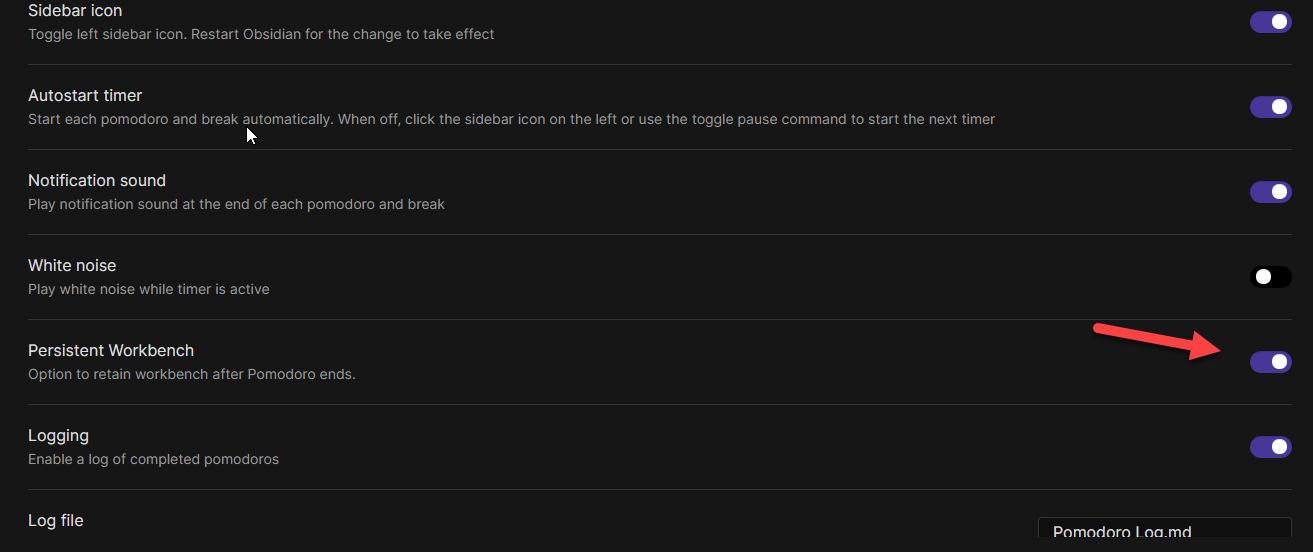 Sidebar icon
Toggle left sidebar icon. Restart Obsidian for the change to take effect
Autostart timer
Start each pomodoro and break automatically. When off, click the sidebar icon on the left or use the toggle pause command to start the next timer
Notification sound
Play notification sound at the end of each pomodoro and break
White noise
Play white noise while timer is active
Persistent Workbench
Option to retain workbench after Pomodoro ends.
Logging
Enable a log of completed pomodoros
Log file
Pomodoro Log.md